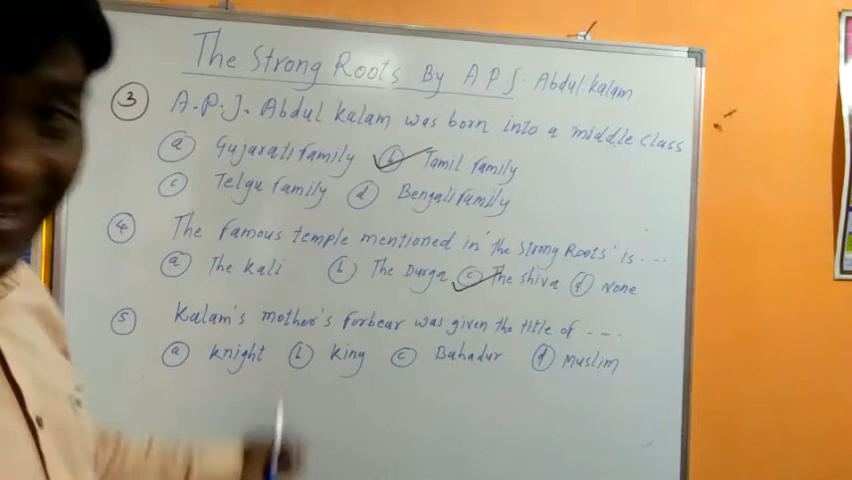 The Strong Roots By APJ. Abdul kalam
③ A.P.J. Abdul kalam was born into a middle class
ⓐ Gujarati family ⓑ Tamil family
ⓒ Telgu family ⓓ Bengali family
④ The famous temple mentioned in 'the strong Roots' is ...
ⓐ The kali ⓑ The Durga ⓒ The shiva ⓓ None
⑤ Kalam's mother's forbear was given the title of ....
ⓐ knight ⓑ king ⓒ Bahadur ⓓ muslim